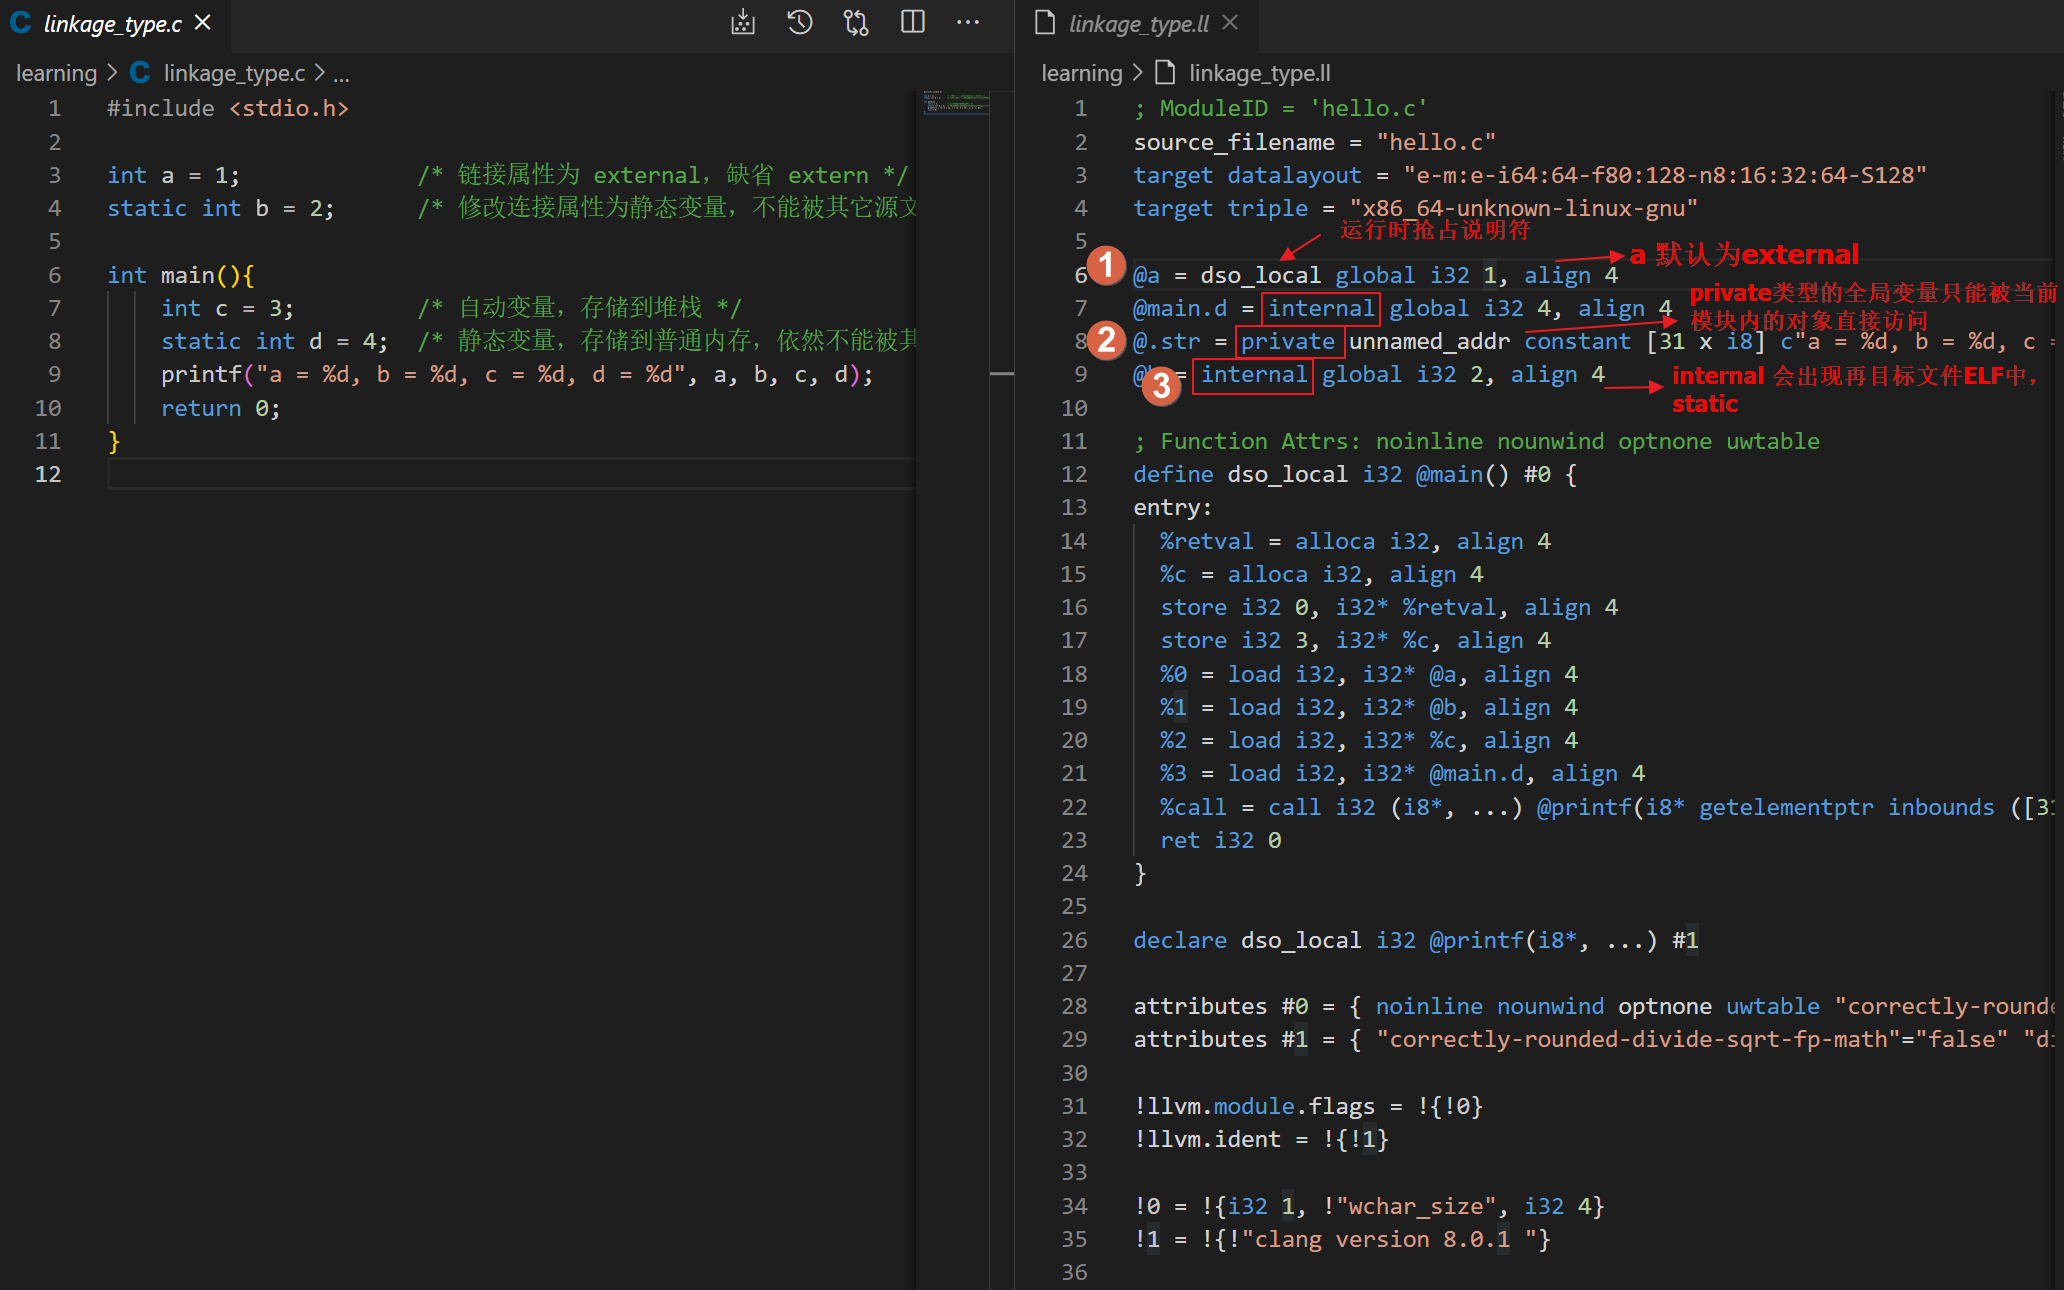 linkage_type.c
learning > C linkage_type.c > ...
1 #include <stdio.h>
2
3 int a = 1; /* 链接属性为 external，缺省 extern */
4 static int b = 2; /* 修改连接属性为静态变量，不能被其它源文
5
6 int main(){
7 int c = 3; /* 自动变量，存储到堆栈 */
8 static int d = 4; /* 静态变量，存储到普通内存，依然不能被其
9 printf("a = %d, b = %d, c = %d, d = %d", a, b, c, d);
10 return 0;
11 }
12
linkage_type.ll
learning > linkage_type.ll
1 ; ModuleID = 'hello.c'
2 source_filename = "hello.c"
3 target datalayout = "e-m:e-i64:64-f80:128-n8:16:32:64-S128"
4 target triple = "x86_64-unknown-linux-gnu"
运行时抢占说明符
5
a 默认为external
1
6 @a = dso_local global i32 1, align 4
private类型的全局变量只能被当前
模块内的对象直接访问
7 @main.d = internal global i32 4, align 4
2
8 @.str = private unnamed_addr constant [31 x i8] c"a = %d, b = %d, c =
3
9 = internal global i32 2, align 4
internal 会出现再目标文件ELF中，
static
10
11 ; Function Attrs: noinline nounwind optnone uwtable
12 define dso_local i32 @main() #0 {
13 entry:
14 %retval = alloca i32, align 4
15 %c = alloca i32, align 4
16 store i32 0, i32* %retval, align 4
17 store i32 3, i32* %c, align 4
18 %0 = load i32, i32* @a, align 4
19 %1 = load i32, i32* @b, align 4
20 %2 = load i32, i32* %c, align 4
21 %3 = load i32, i32* @main.d, align 4
22 %call = call i32 (i8*, ...) @printf(i8* getelementptr inbounds ([31
23 ret i32 0
24 }
25
26 declare dso_local i32 @printf(i8*, ...) #1
27
28 attributes #0 = { noinline nounwind optnone uwtable "correctly-rounde
29 attributes #1 = { "correctly-rounded-divide-sqrt-fp-math"="false" "di
30
31 !llvm.module.flags = !{!0}
32 !llvm.ident = !{!1}
33
34 !0 = !{i32 1, !"wchar_size", i32 4}
35 !1 = !{!"clang version 8.0.1 "}
36